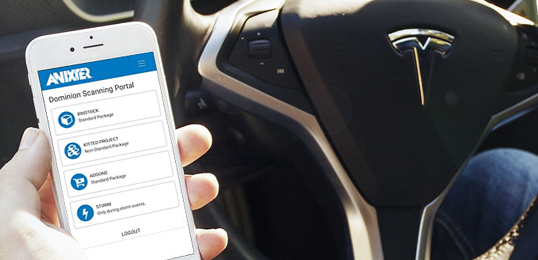 ANIXTER
Dominion Scanning Portal
BINSTOCK
Standard Package
KITTED PROJECT
Non-Standard Package
ADDONS
Standard Package
STORM
Only during storm events.
LOGOUT